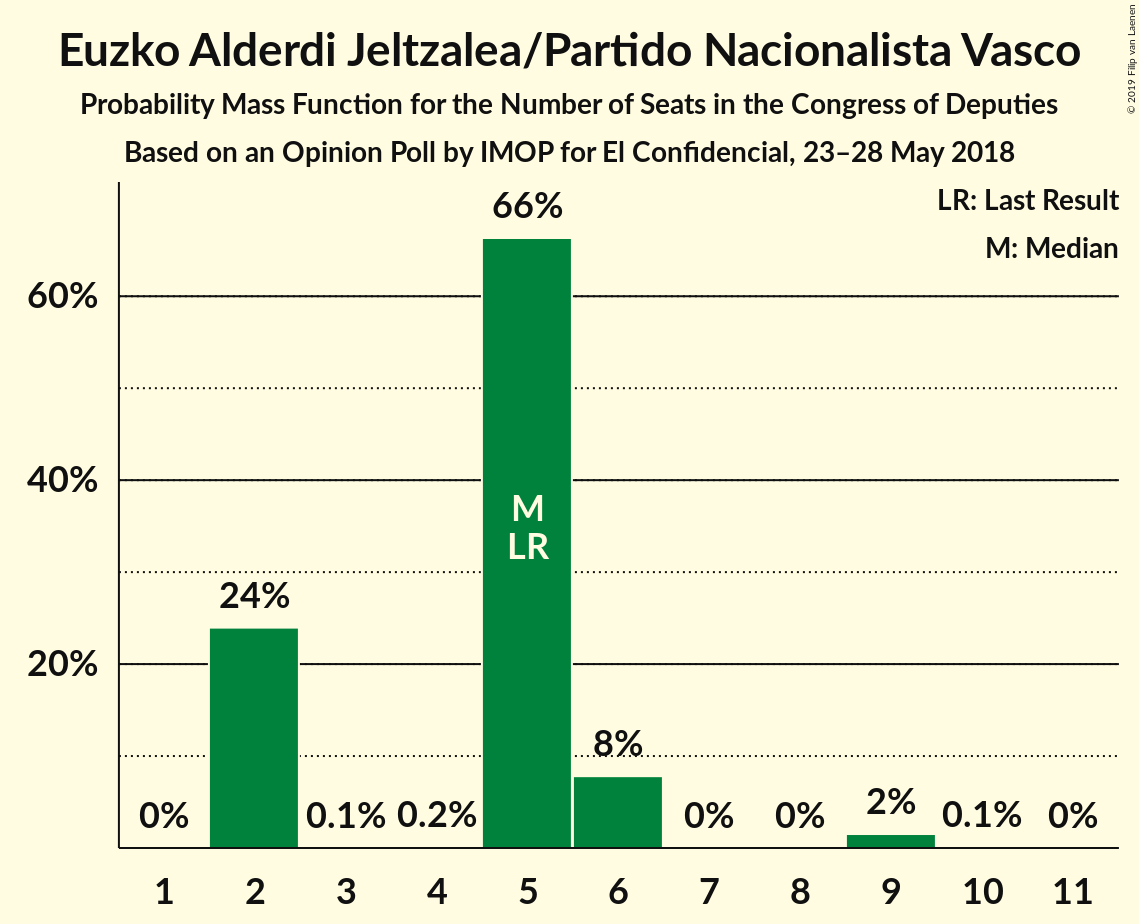 Euzko Alderdi Jeltzalea/Partido Nacionalista Vasco
Probability Mass Function for the Number of Seats in the Congress of Deputies
Based on an Opinion Poll by IMOP for El Confidencial, 23–28 May 2018
© 2019 Filip van Laenen
LR: Last Result
M: Median
60%
40%
20%
0%
24%
0.1%
0.2%
66%
M
LR
8%
0%
0%
2%
0.1%
0%
1 2 3 4 5 6 7 8 9 10 11